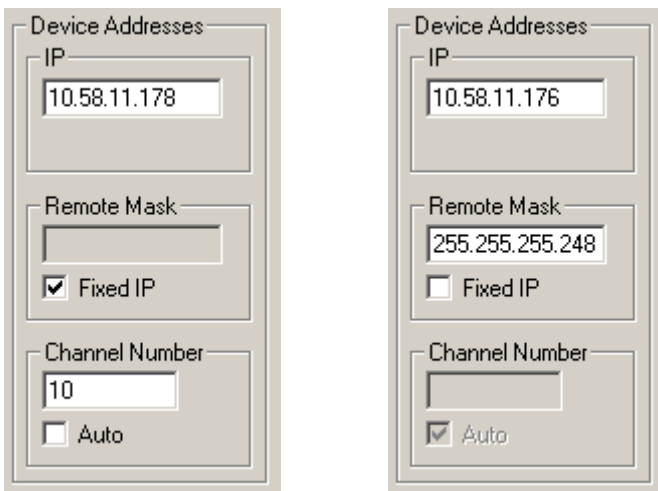 Device Addresses
IP
10.58.11.178
Remote Mask
Fixed IP
Channel Number
10
Auto
Device Addresses
IP
10.58.11.176
Remote Mask
255.255.255.248
Fixed IP
Channel Number
Auto